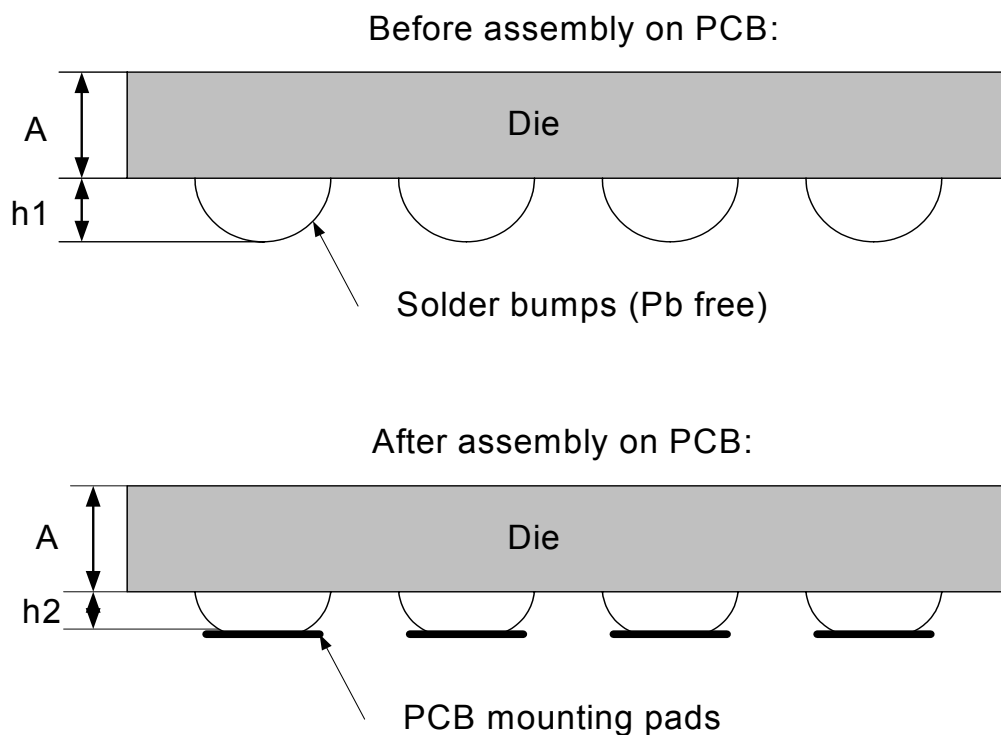 Before assembly on PCB:
A
Die
h1
Solder bumps (Pb free)
After assembly on PCB:
A
Die
h2
PCB mounting pads